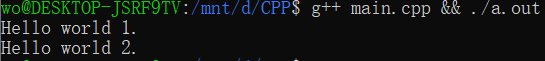 wo@DESKTOP-JSRF9TV:/mnt/d/CPP$ g++ main.cpp && ./a.out
Hello world 1.
Hello world 2.